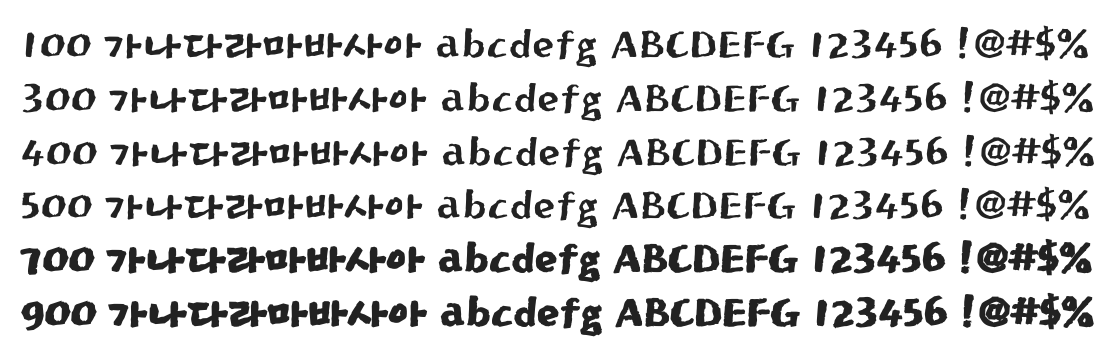 100 가나다라마바사아 abcdefg ABCDEFG 123456 !@#$%
300 가나다라마바사아 abcdefg ABCDEFG 123456 !@#$%
400 가나다라마바사아 abcdefg ABCDEFG 123456 !@#$%
500 가나다라마바사아 abcdefg ABCDEFG 123456 !@#$%
700 가나다라마바사아 abcdefg ABCDEFG 123456 !@#$%
900 가나다라마바사아 abcdefg ABCDEFG 123456 !@#$%